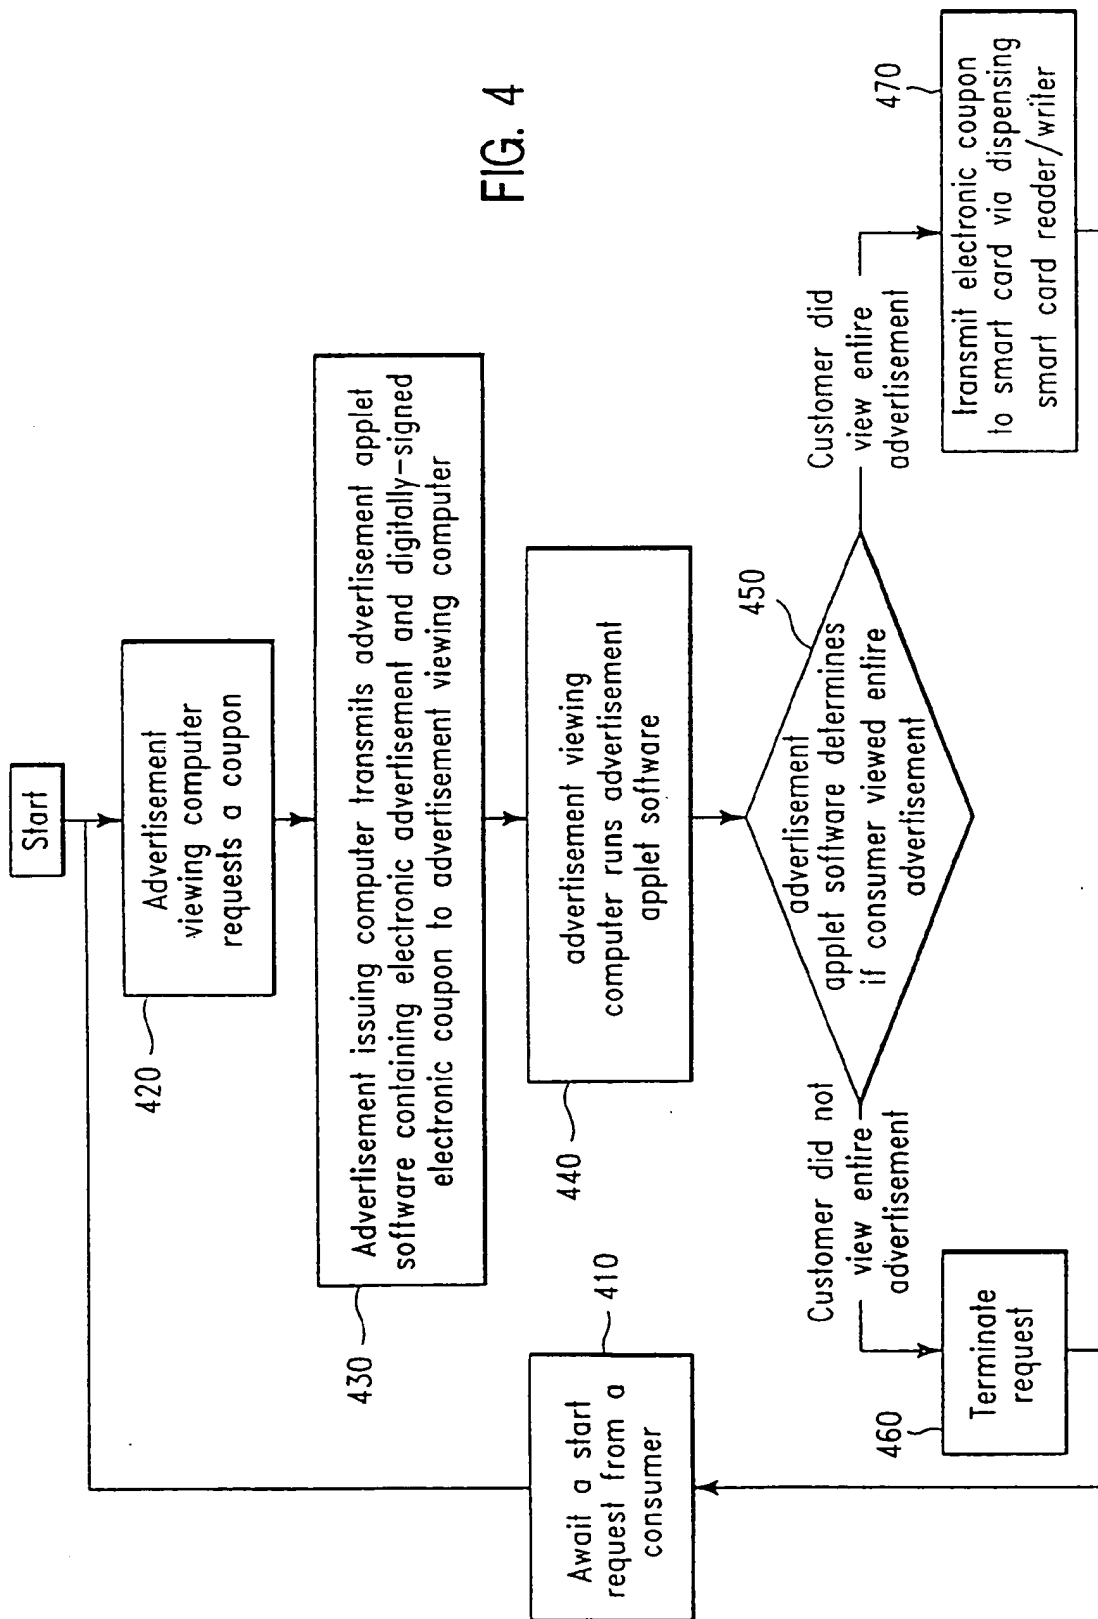 FIG. 4
Start
Advertisement
viewing computer
requests a coupon
420
Advertisement issuing computer transmits advertisement applet
software containing electronic advertisement and digitally-signed
electronic coupon to advertisement viewing computer
430
advertisement viewing
computer runs advertisement
applet software
440
Await a start
request from a
consumer
410
advertisement
applet software determines
if consumer viewed entire
advertisement
450
Customer did not
view entire
advertisement
Customer did
view entire
advertisement
Terminate
request
460
transmit electronic coupon
to smart card via dispensing
smart card reader/writer
470